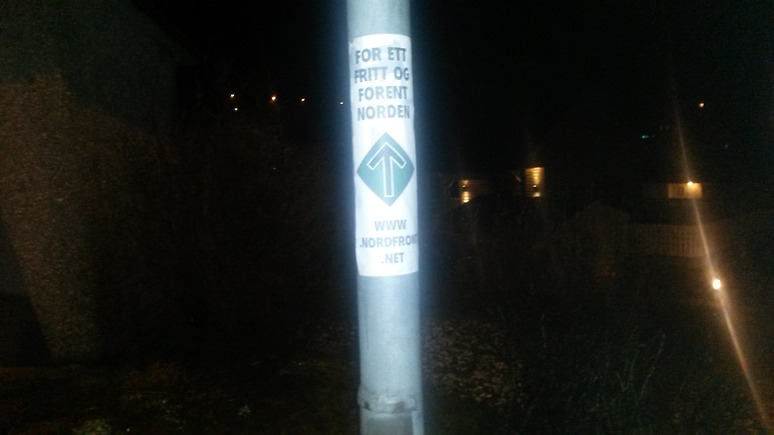 FOR ETT
FRITT OG
FORENT
NORDEN
WWW
.NORDFRONT
.NET